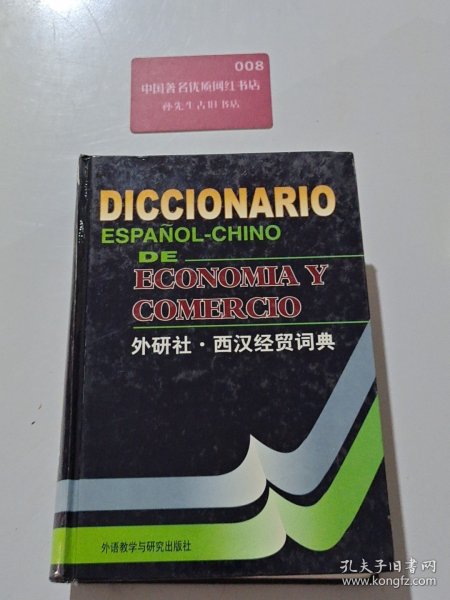 008
中国著名优质网红书店
孙先生古旧书店
DICCIONARIO
ESPAÑOL-CHINO
DE
ECONOMIA Y
COMERCIO
外研社·西汉经贸词典
外语教学与研究出版社
孔夫子旧书网
www.kongfz.com